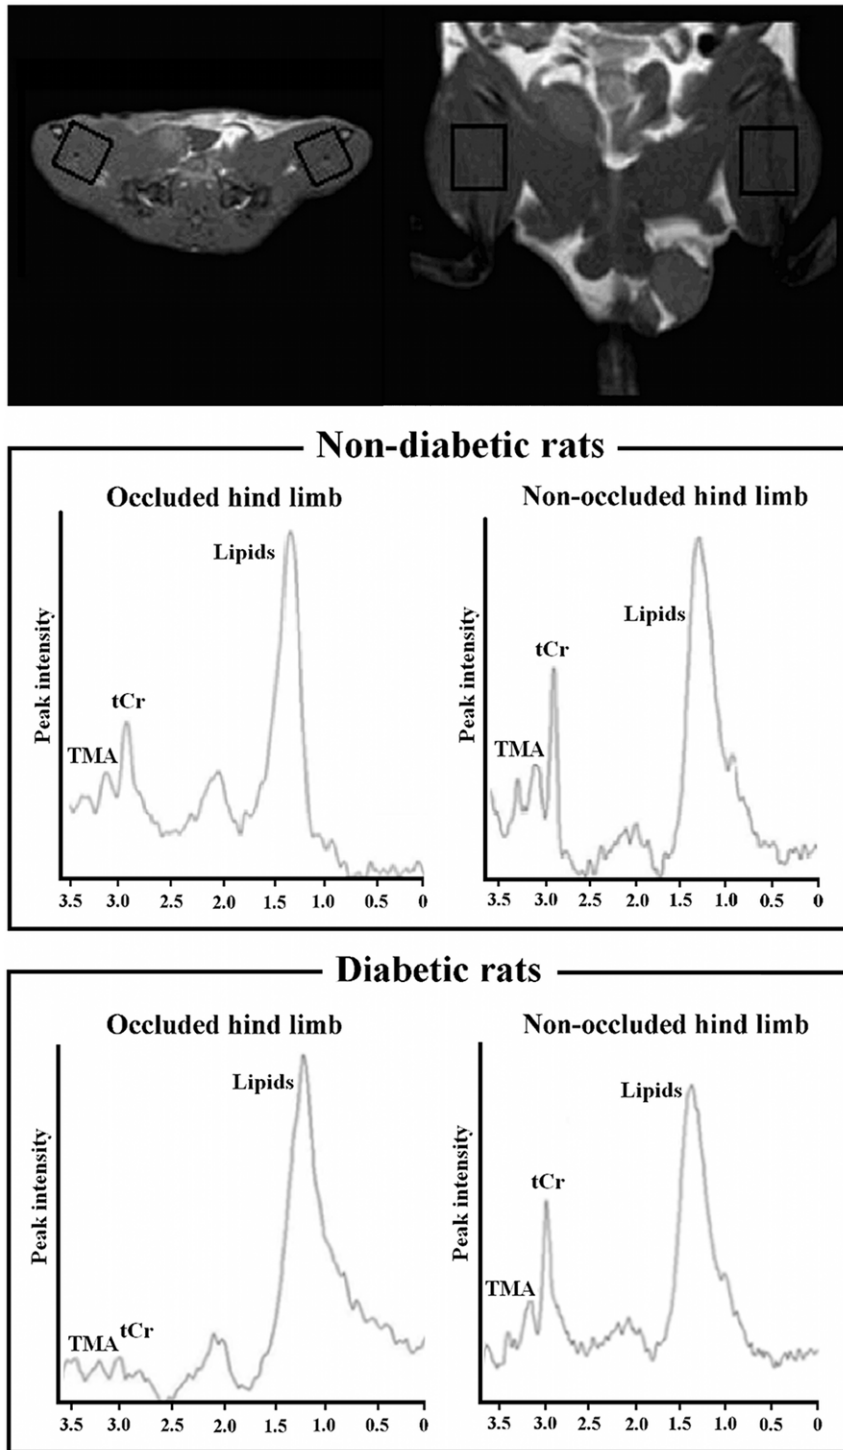 Non-diabetic rats
Occluded hind limb
Non-occluded hind limb
Peak intensity
Lipids
tCr
TMA
3.5 3.0 2.5 2.0 1.5 1.0 0.5 0
Peak intensity
Lipids
tCr
TMA
3.5 3.0 2.5 2.0 1.5 1.0 0.5 0
Diabetic rats
Occluded hind limb
Non-occluded hind limb
Peak intensity
Lipids
tCr
TMA
3.5 3.0 2.5 2.0 1.5 1.0 0.5 0
Peak intensity
Lipids
tCr
TMA
3.5 3.0 2.5 2.0 1.5 1.0 0.5 0